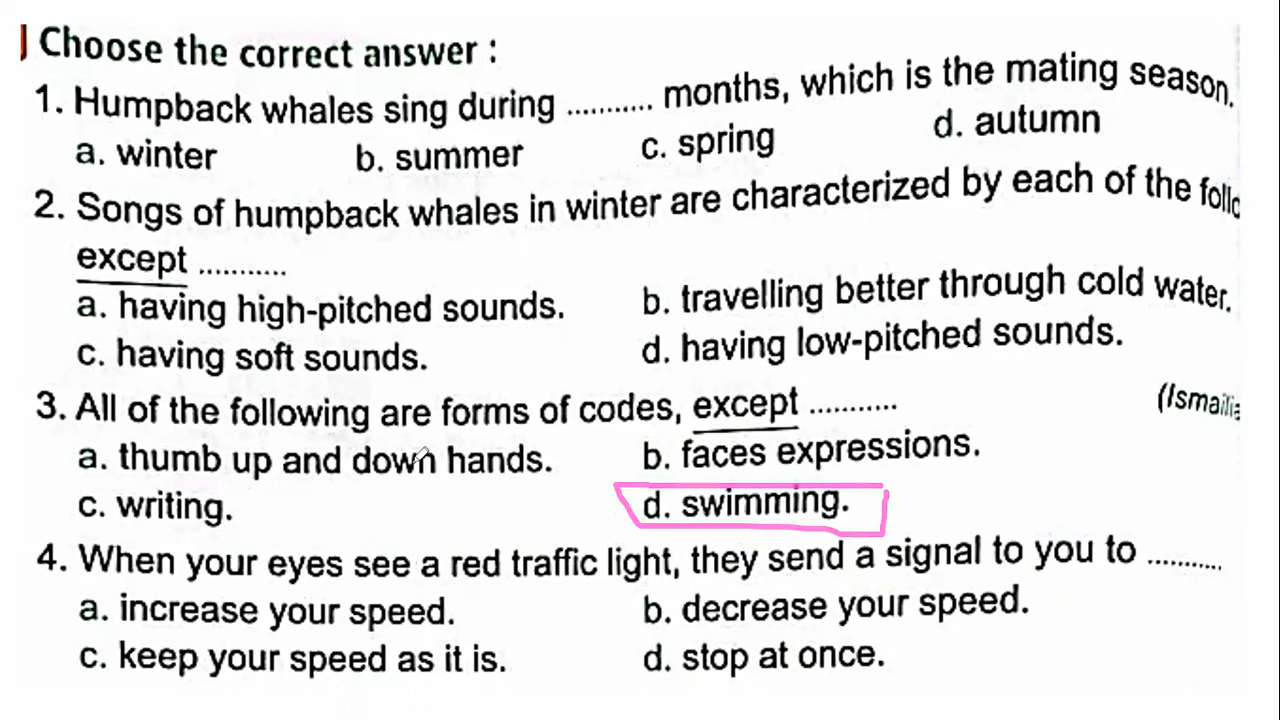 Choose the correct answer :
1. Humpback whales sing during ........... months, which is the mating season.
a. winter b. summer c. spring d. autumn
2. Songs of humpback whales in winter are characterized by each of the
except ...........
a. having high-pitched sounds. b. travelling better through cold water.
c. having soft sounds. d. having low-pitched sounds.
3. All of the following are forms of codes, except ........... (Ismailia
a. thumb up and down hands. b. faces expressions.
c. writing. d. swimming.
4. When your eyes see a red traffic light, they send a signal to you to ...........
a. increase your speed. b. decrease your speed.
c. keep your speed as it is. d. stop at once.